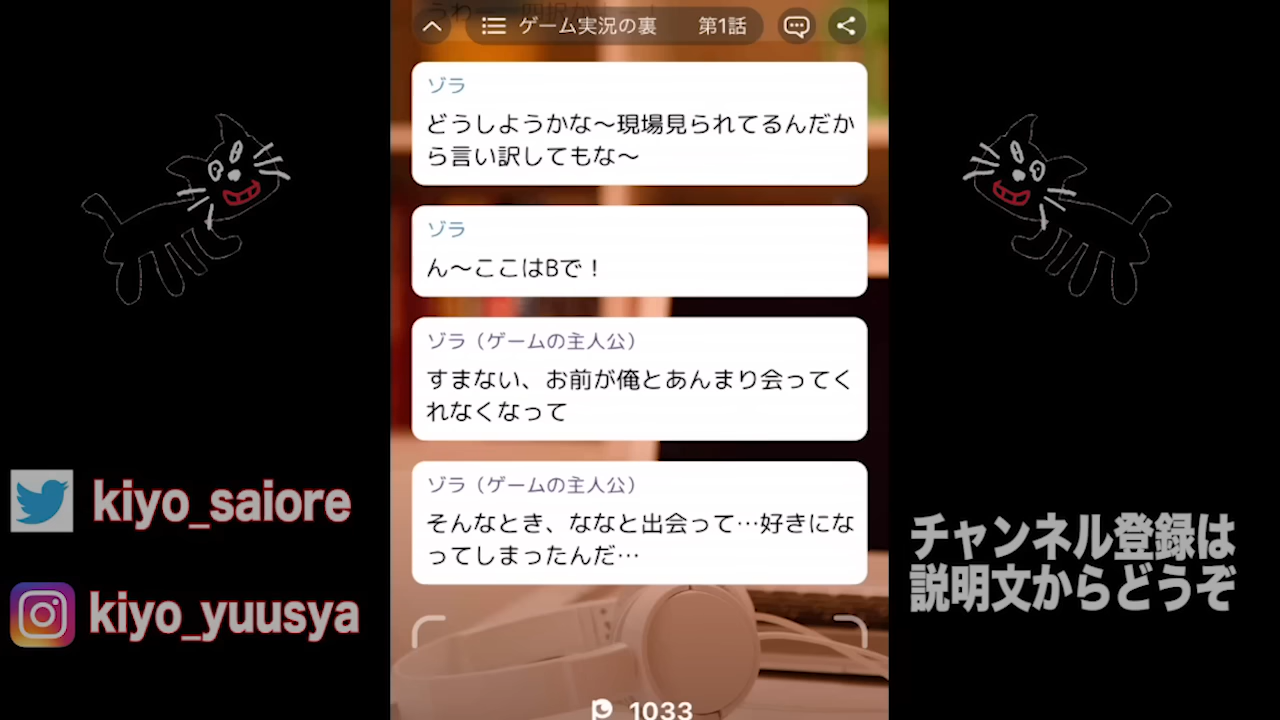 ゲーム実況の裏 第1話
ゾラ
どうしようかな〜現場見られてるんだか
ら言い訳してもな〜
ゾラ
ん〜ここはBで！
ゾラ（ゲームの主人公）
すまない、お前が俺とあんまり会ってく
れなくなって
ゾラ（ゲームの主人公）
そんなとき、ななと出会って…好きにな
ってしまったんだ…
1033
kiyo_saiore
kiyo_yuusya
チャンネル登録は
説明文からどうぞ